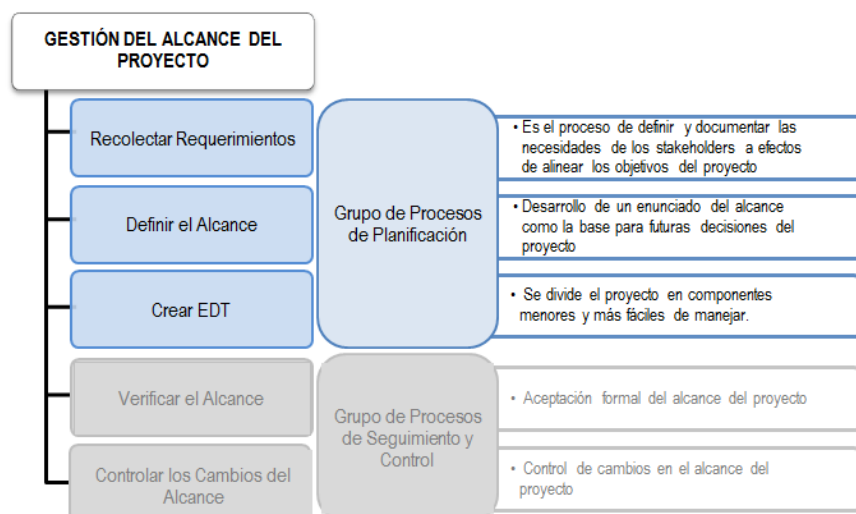 GESTIÓN DEL ALCANCE DEL
PROYECTO
Recolectar Requerimientos
Grupo de Procesos
de Planificación
• Es el proceso de definir y documentar las
necesidades de los stakeholders a efectos
de alinear los objetivos del proyecto
Definir el Alcance
• Desarrollo de un enunciado del alcance
como la base para futuras decisiones del
proyecto
Crear EDT
• Se divide el proyecto en componentes
menores y más fáciles de manejar.
Verificar el Alcance
Grupo de Procesos
de Seguimiento y
Control
• Aceptación formal del alcance del proyecto
Controlar los Cambios del
Alcance
• Control de cambios en el alcance del
proyecto